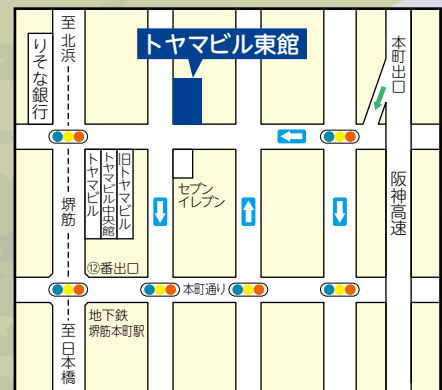 至北浜
りそな銀行
トヤマビル東館
本町出口
トヤマビル
トヤマビル中央館
旧トヤマビル
セブン
イレブン
堺筋
阪神高速
⑫番出口
本町通り
地下鉄
堺筋本町駅
至日本橋